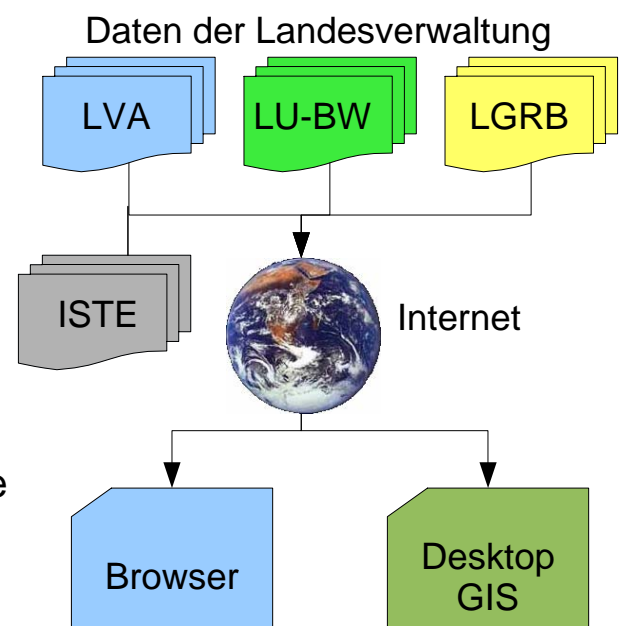 Daten der Landesverwaltung
LVA
LU-BW
LGRB
ISTE
Internet
e
Browser
Desktop
GIS